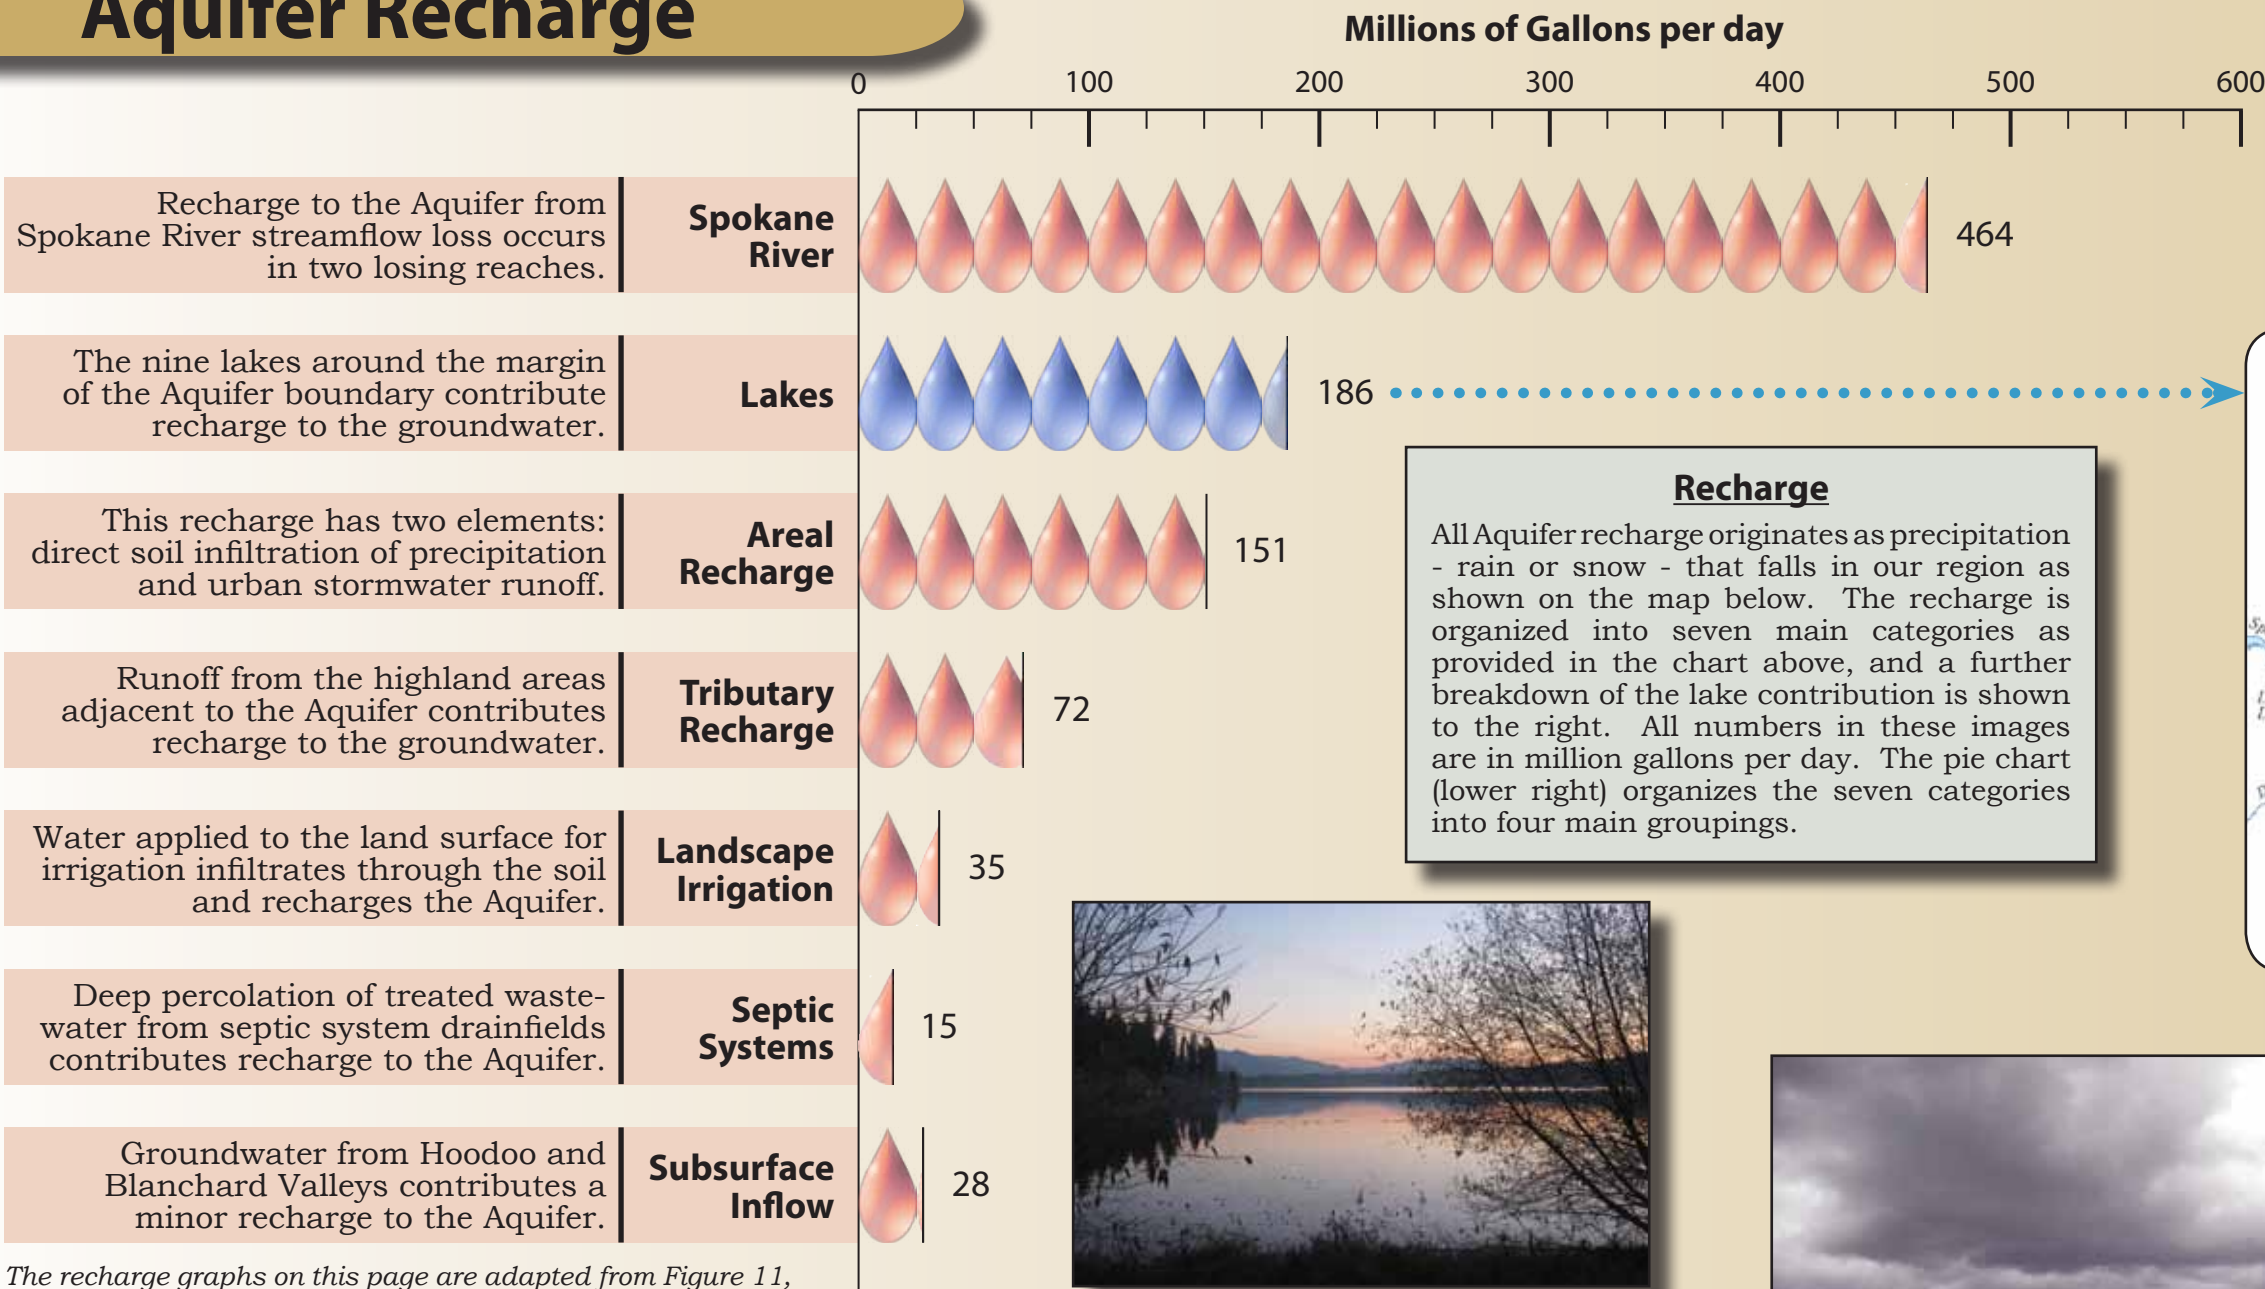 Aquifer Recharge
Millions of Gallons per day
0 100 200 300 400 500 600
Recharge to the Aquifer from
Spokane River streamflow loss occurs
in two losing reaches.
Spokane
River
464
The nine lakes around the margin
of the Aquifer boundary contribute
recharge to the groundwater.
Lakes
186
This recharge has two elements:
direct soil infiltration of precipitation
and urban stormwater runoff.
Areal
Recharge
151
Runoff from the highland areas
adjacent to the Aquifer contributes
recharge to the groundwater.
Tributary
Recharge
72
Water applied to the land surface for
irrigation infiltrates through the soil
and recharges the Aquifer.
Landscape
Irrigation
35
Deep percolation of treated waste-
water from septic system drainfields
contributes recharge to the Aquifer.
Septic
Systems
15
Groundwater from Hoodoo and
Blanchard Valleys contributes a
minor recharge to the Aquifer.
Subsurface
Inflow
28
The recharge graphs on this page are adapted from Figure 11,
Recharge
All Aquifer recharge originates as precipitation
- rain or snow - that falls in our region as
shown on the map below. The recharge is
organized into seven main categories as
provided in the chart above, and a further
breakdown of the lake contribution is shown
to the right. All numbers in these images
are in million gallons per day. The pie chart
(lower right) organizes the seven categories
into four main groupings.